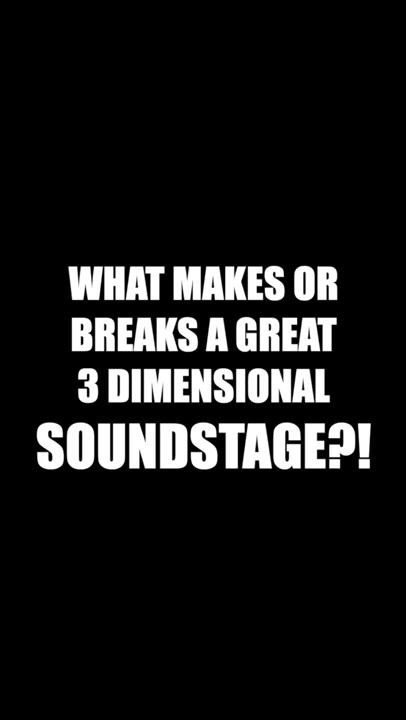 WHAT MAKES OR
BREAKS A GREAT
3 DIMENSIONAL
SOUNDSTAGE?!